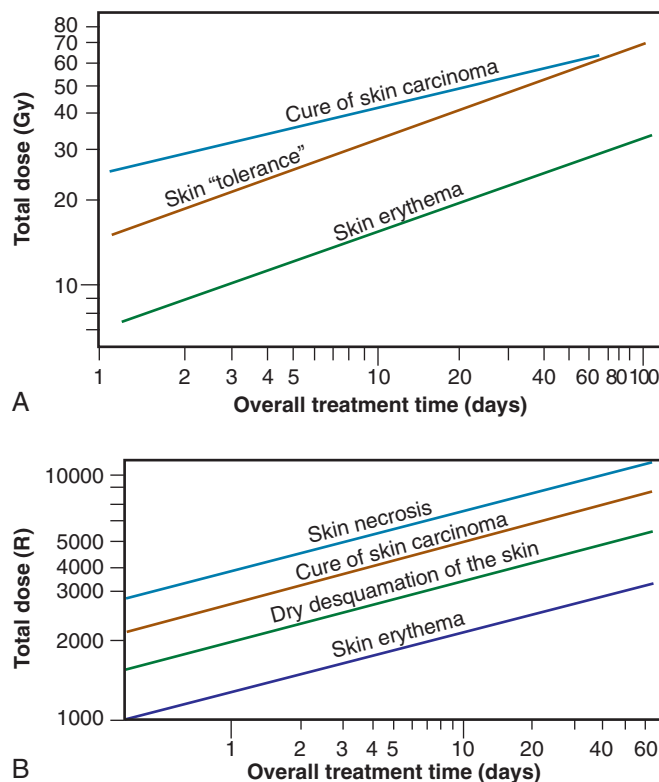 80
70
60
50
40
30
20
10
Total dose (Gy)
Cure of skin carcinoma
Skin “tolerance”
Skin erythema
1 2 3 4 5 10 20 40 60 80 100
Overall treatment time (days)
A
10000
5000
4000
3000
2000
1000
Total dose (R)
Skin necrosis
Cure of skin carcinoma
Dry desquamation of the skin
Skin erythema
1 2 3 4 5 10 20 40 60
Overall treatment time (days)
B